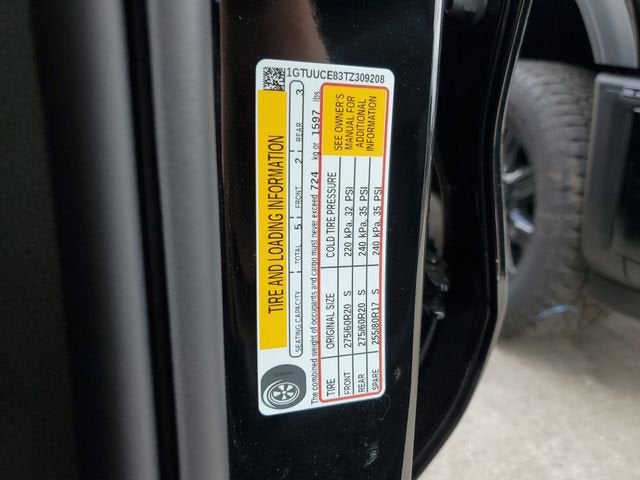 1GTUUCE83TZ309208
TIRE AND LOADING INFORMATION
SEATING CAPACITY TOTAL 5 FRONT 2 REAR 3
The combined weight of occupants and cargo must never exceed 724 kg or 1597 lbs
TIRE ORIGINAL SIZE COLD TIRE PRESSURE
FRONT 275/60R20 S 220 kPa, 32 PSI
REAR 275/60R20 S 240 kPa, 35 PSI
SPARE 255/80R17 S 240 kPa, 35 PSI
SEE OWNER'S
MANUAL FOR
ADDITIONAL
INFORMATION